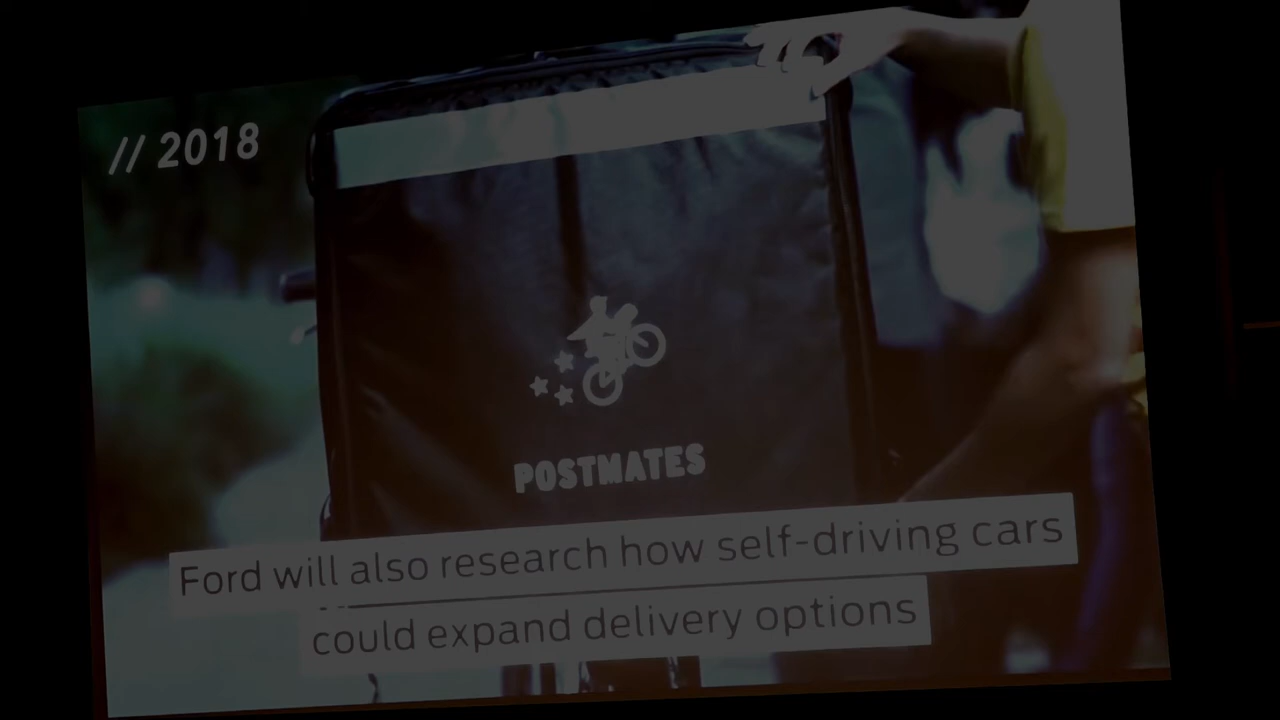 // 2018
POSTMATES
Ford will also research how self-driving cars
could expand delivery options